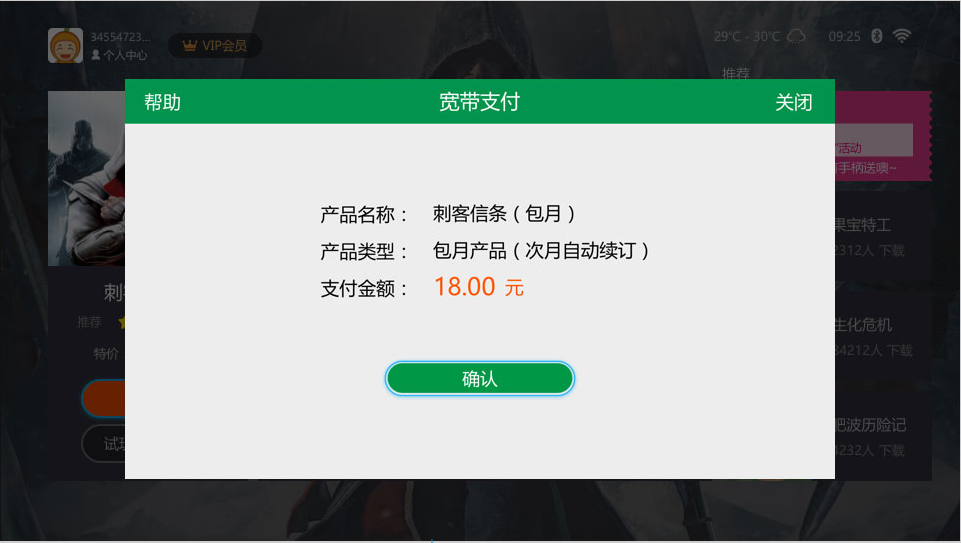 34554723...
个人中心
VIP会员
29℃ - 30℃
09:25
推荐
帮助
宽带支付
关闭
活动
手柄送噢~
产品名称：
刺客信条（包月）
产品类型：
包月产品（次月自动续订）
支付金额：
18.00 元
确认
果宝特工
2312人 下载
刺
推荐
特价
试玩
生化危机
34212人 下载
肥波历险记
4232人 下载